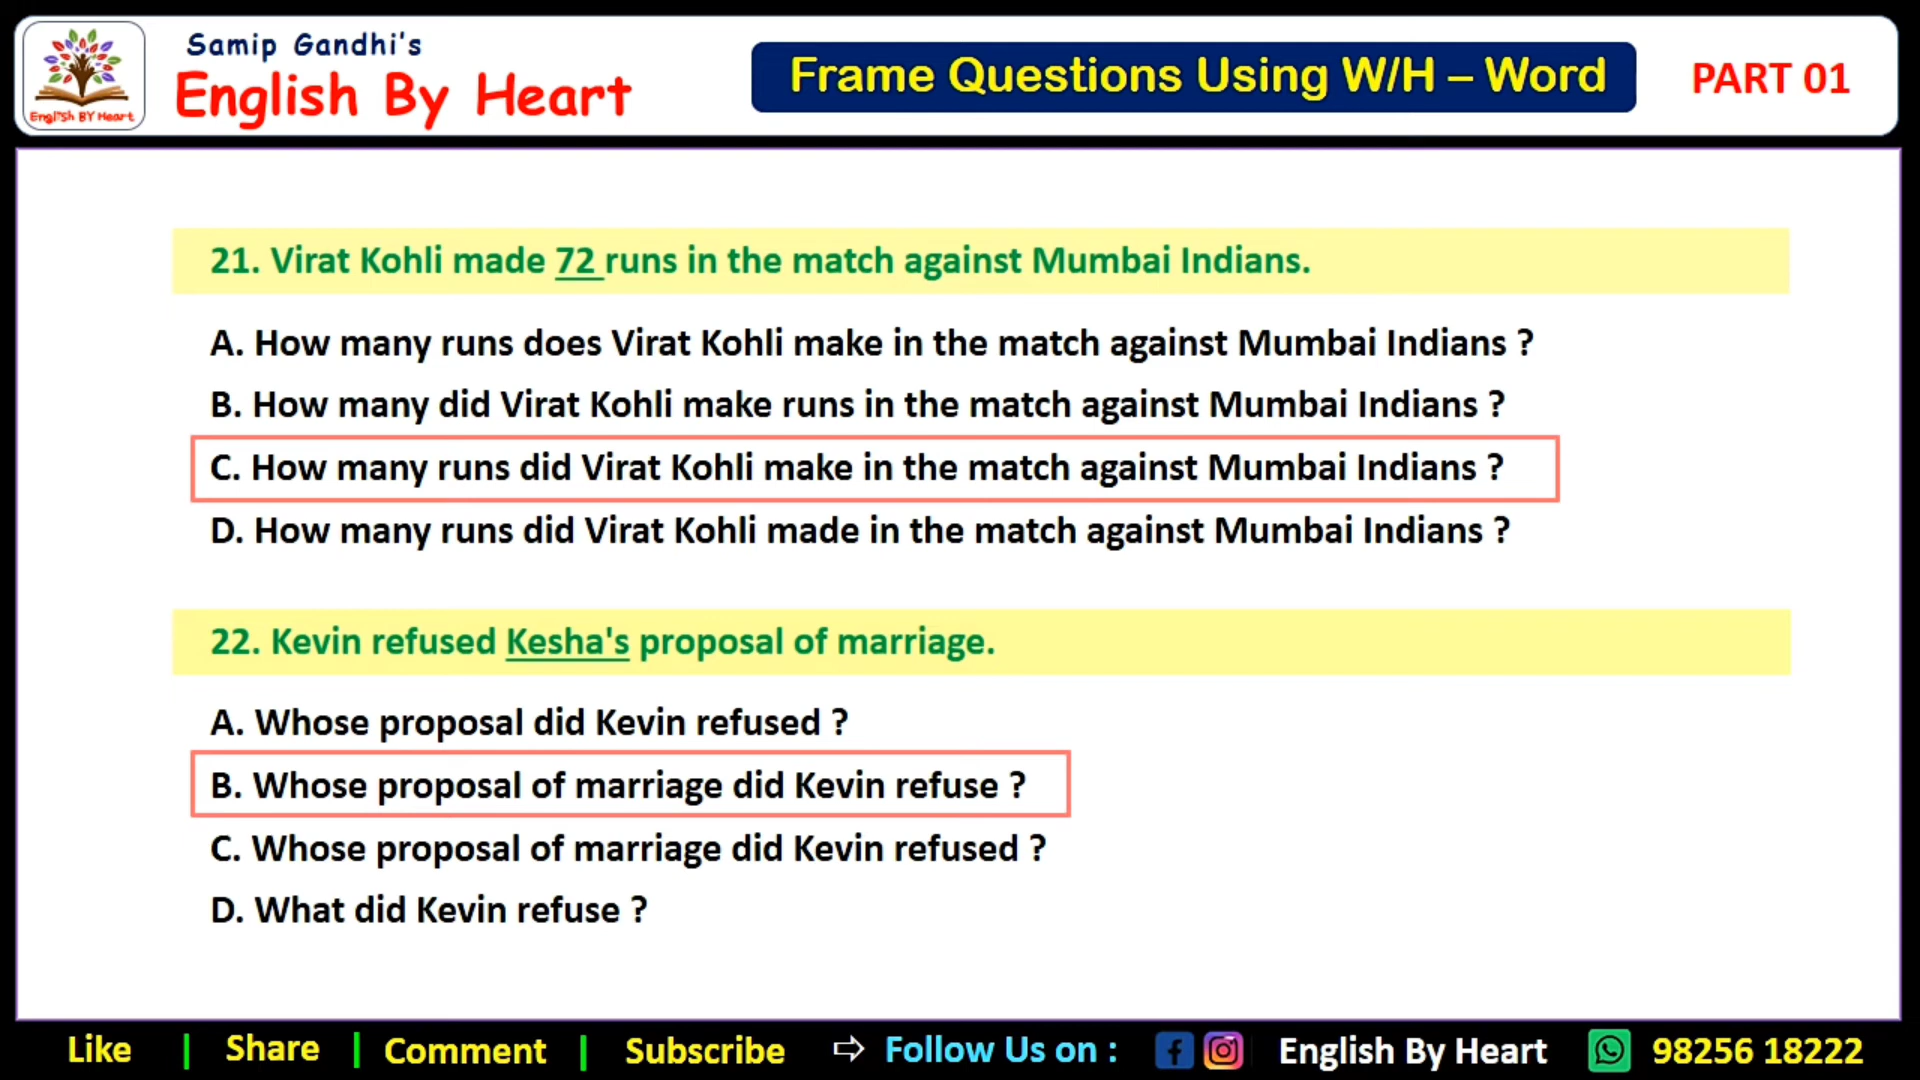 Samip Gandhi's
English By Heart
English BY Heart
Frame Questions Using W/H – Word
PART 01
21. Virat Kohli made 72 runs in the match against Mumbai Indians.
A. How many runs does Virat Kohli make in the match against Mumbai Indians ?
B. How many did Virat Kohli make runs in the match against Mumbai Indians ?
C. How many runs did Virat Kohli make in the match against Mumbai Indians ?
D. How many runs did Virat Kohli made in the match against Mumbai Indians ?
22. Kevin refused Kesha's proposal of marriage.
A. Whose proposal did Kevin refused ?
B. Whose proposal of marriage did Kevin refuse ?
C. Whose proposal of marriage did Kevin refused ?
D. What did Kevin refuse ?
Like | Share | Comment | Subscribe ⇨ Follow Us on : English By Heart 98256 18222